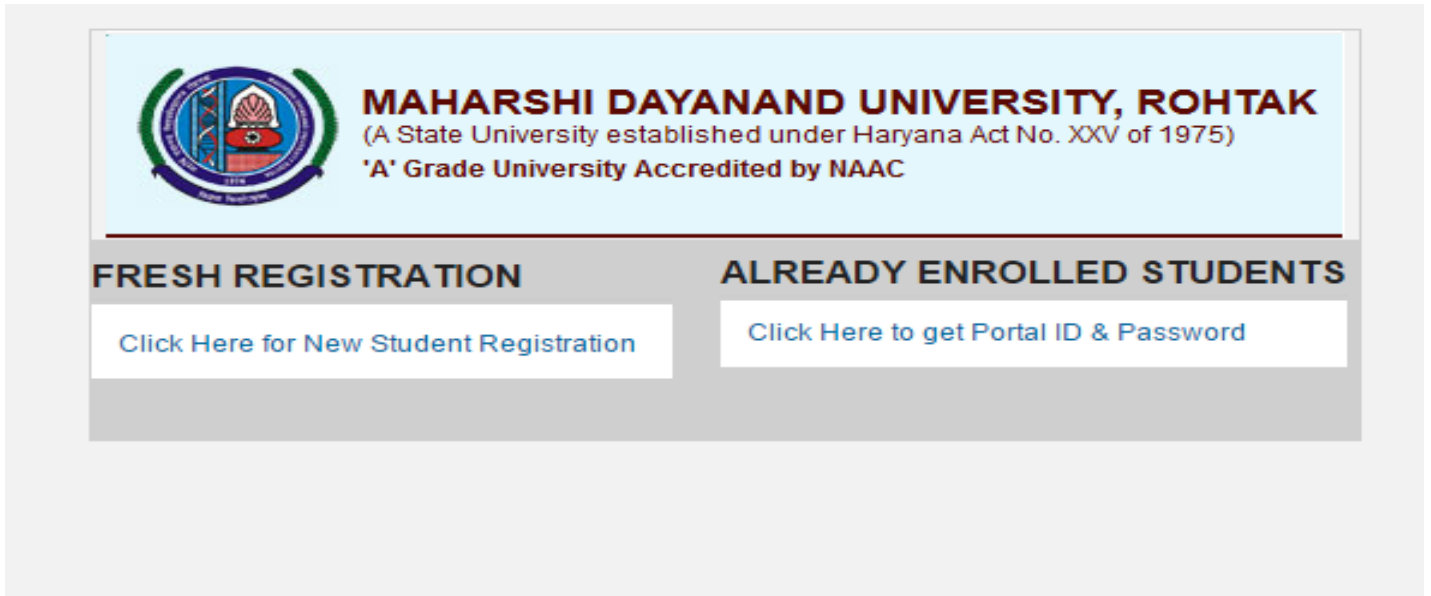 MAHARSHI DAYANAND UNIVERSITY, ROHTAK
(A State University established under Haryana Act No. XXV of 1975)
'A' Grade University Accredited by NAAC
FRESH REGISTRATION
Click Here for New Student Registration
ALREADY ENROLLED STUDENTS
Click Here to get Portal ID & Password